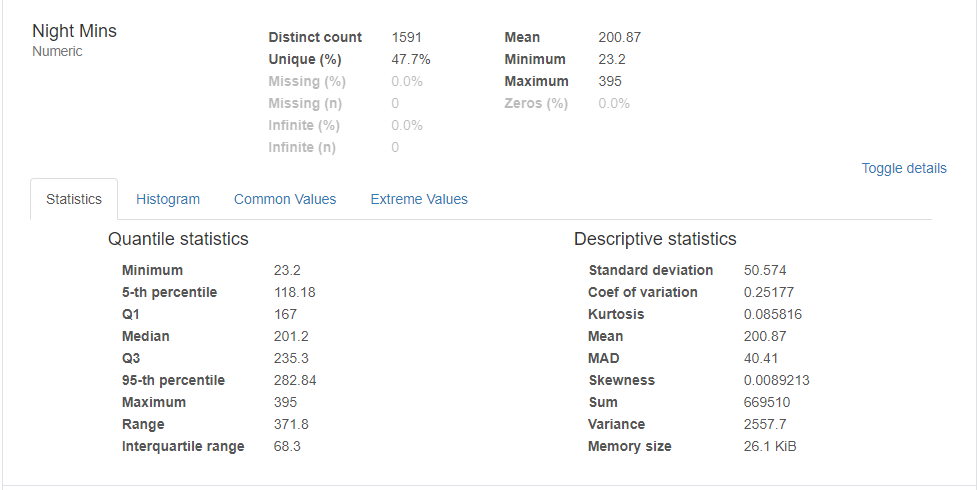 Night Mins
Numeric
Distinct count 1591
Unique (%) 47.7%
Missing (%) 0.0%
Missing (n) 0
Infinite (%) 0.0%
Infinite (n) 0
Mean 200.87
Minimum 23.2
Maximum 395
Zeros (%) 0.0%
Toggle details
Statistics Histogram Common Values Extreme Values
Quantile statistics
Minimum 23.2
5-th percentile 118.18
Q1 167
Median 201.2
Q3 235.3
95-th percentile 282.84
Maximum 395
Range 371.8
Interquartile range 68.3
Descriptive statistics
Standard deviation 50.574
Coef of variation 0.25177
Kurtosis 0.085816
Mean 200.87
MAD 40.41
Skewness 0.0089213
Sum 669510
Variance 2557.7
Memory size 26.1 KiB